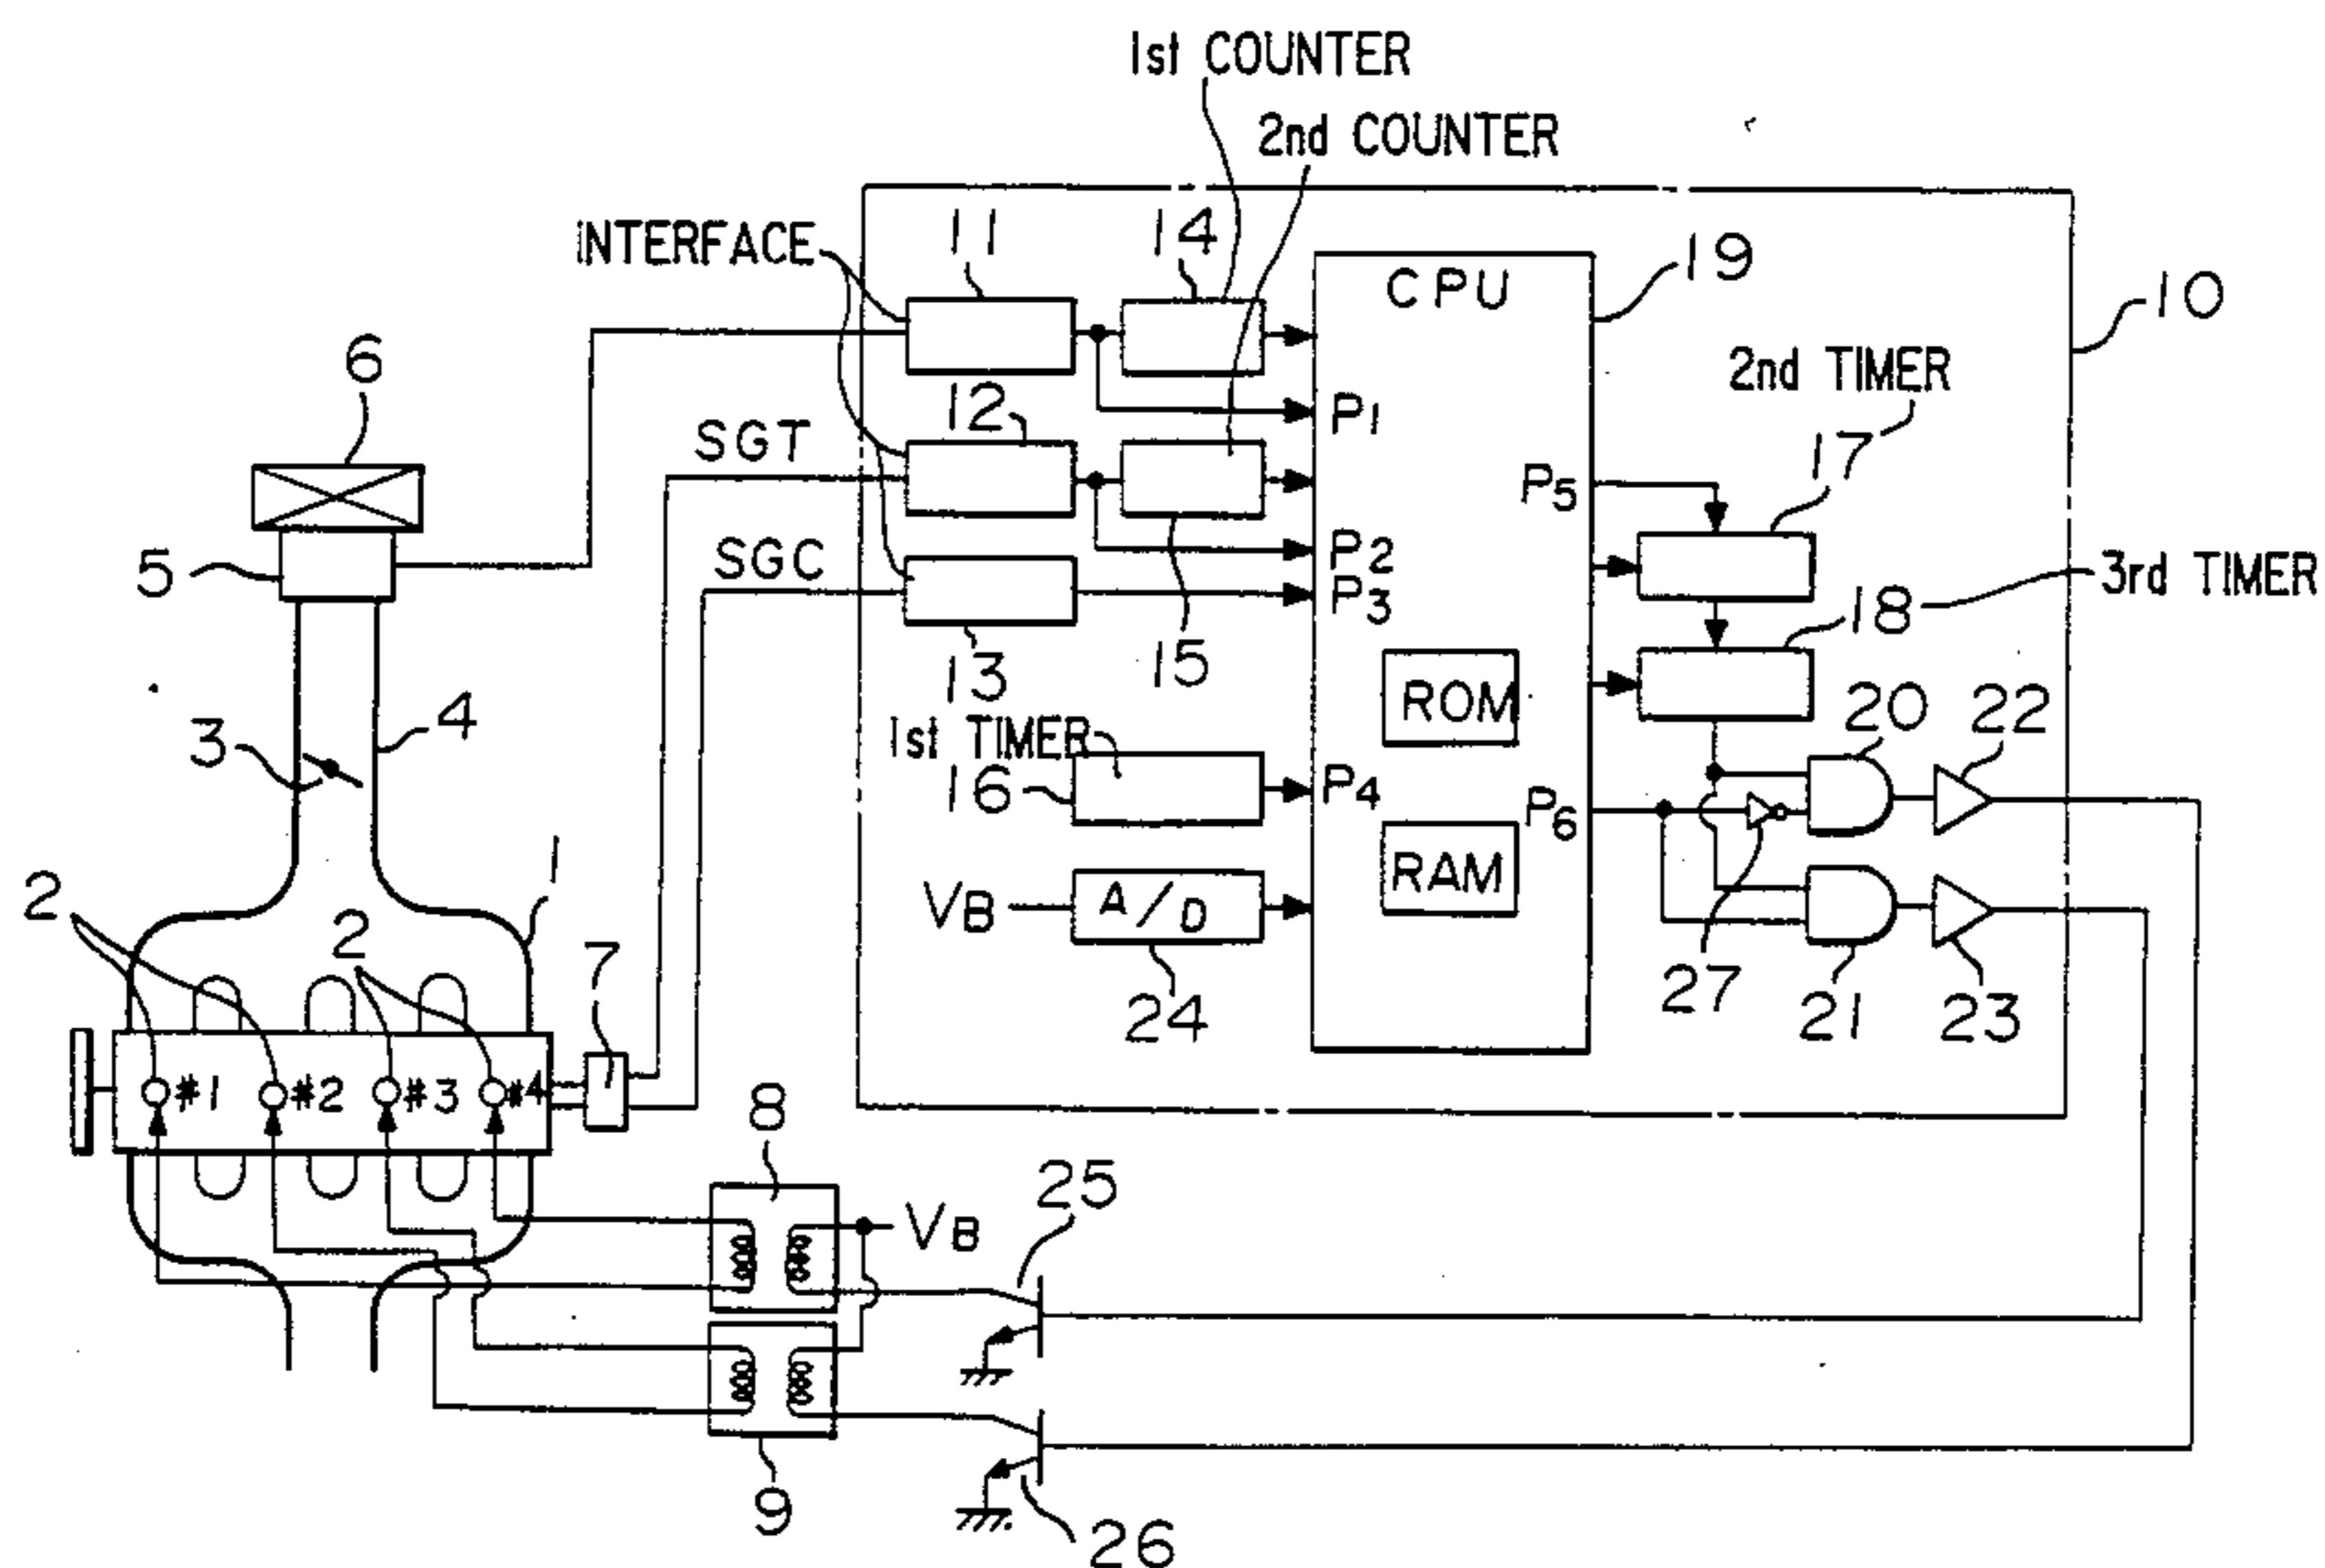 1st COUNTER
2nd COUNTER
INTERFACE
11
14
CPU
19
10
6
2nd TIMER
12
P1
17
SGT
P5
5
SGC
P2
3rd TIMER
P3
18
13
15
ROM
20
22
3
4
1st TIMER
16
P4
P6
1
2
2
RAM
VB
A/D
7
27
21
23
24
#1
#2
#3
#4
8
25
VB
9
26